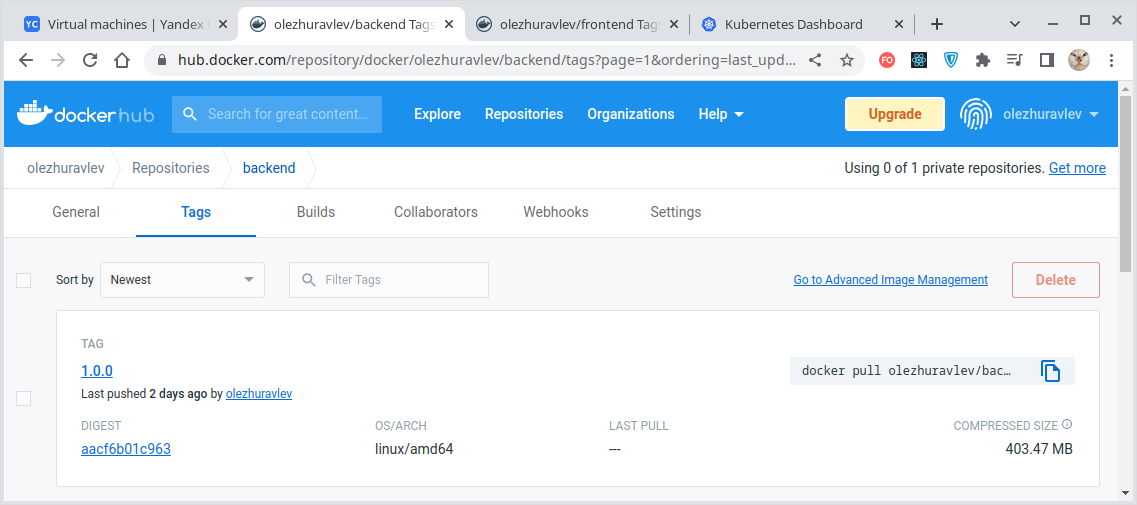 YC Virtual machines | Yandex
olezhuravlev/backend Tags
olezhuravlev/frontend Tags
Kubernetes Dashboard
hub.docker.com/repository/docker/olezhuravlev/backend/tags?page=1&ordering=last_upd...
FO
docker hub
Search for great content...
Explore
Repositories
Organizations
Help
Upgrade
olezhuravlev
olezhuravlev
Repositories
backend
Using 0 of 1 private repositories. Get more
General
Tags
Builds
Collaborators
Webhooks
Settings
Sort by
Newest
Filter Tags
Go to Advanced Image Management
Delete
TAG
1.0.0
docker pull olezhuravlev/bac…
Last pushed 2 days ago by olezhuravlev
DIGEST
OS/ARCH
LAST PULL
COMPRESSED SIZE
aacf6b01c963
linux/amd64
---
403.47 MB